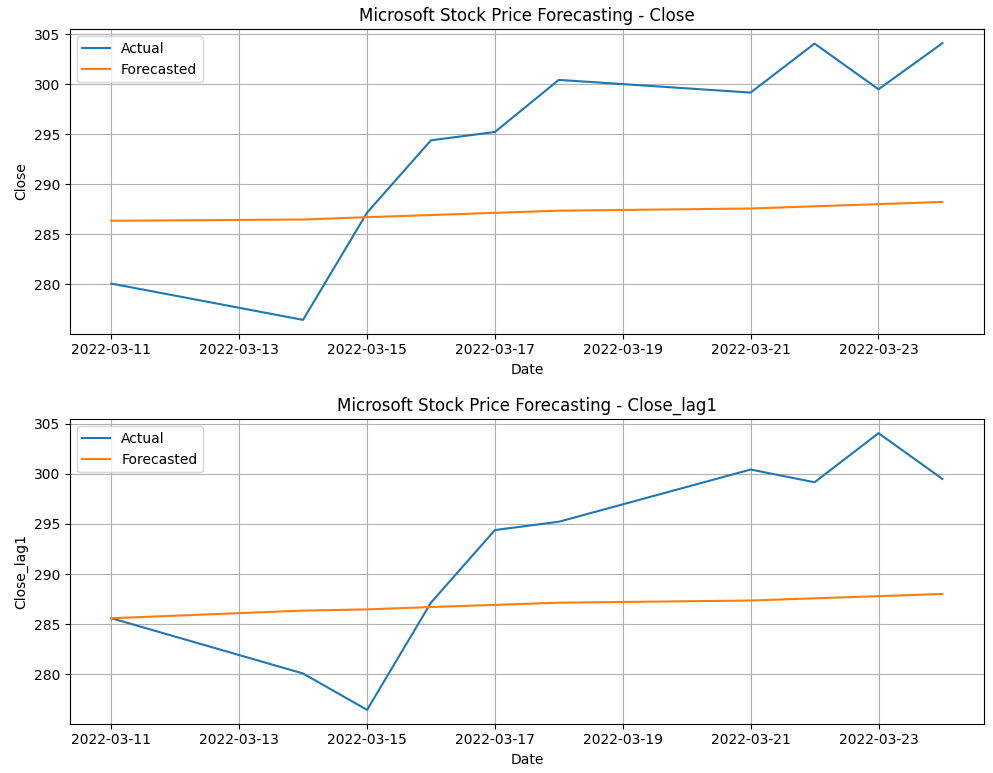 Microsoft Stock Price Forecasting - Close
305
300
295
290
285
280
Close
Actual
Forecasted
2022-03-11 2022-03-13 2022-03-15 2022-03-17 2022-03-19 2022-03-21 2022-03-23
Date
Microsoft Stock Price Forecasting - Close_lag1
305
300
295
290
285
280
Close_lag1
Actual
Forecasted
2022-03-11 2022-03-13 2022-03-15 2022-03-17 2022-03-19 2022-03-21 2022-03-23
Date